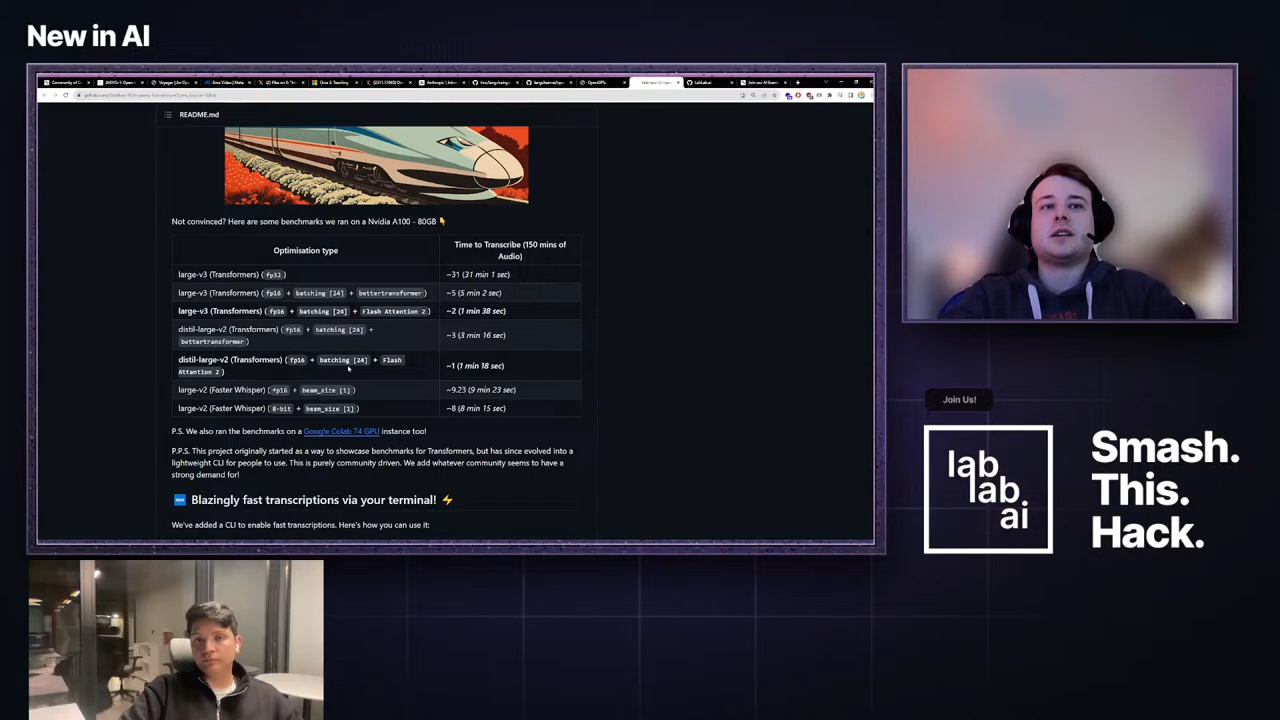 New in AI
README.md
Not convinced? Here are some benchmarks we ran on a Nvidia A100 - 80GB 👇
Optimisation type
Time to Transcribe (150 mins of
Audio)
large-v3 (Transformers) ( fp32 )
~31 (31 min 1 sec)
large-v3 (Transformers) ( fp16 + batching [24] + bettertransformer )
~5 (5 min 2 sec)
large-v3 (Transformers) ( fp16 + batching [24] + Flash Attention 2 )
~2 (1 min 38 sec)
distil-large-v2 (Transformers) ( fp16 + batching [24] +
bettertransformer )
~3 (3 min 16 sec)
distil-large-v2 (Transformers) ( fp16 + batching [24] + Flash
Attention 2 )
~1 (1 min 18 sec)
large-v2 (Faster Whisper) ( fp16 + beam_size [1] )
~9.23 (9 min 23 sec)
large-v2 (Faster Whisper) ( 8-bit + beam_size [1] )
~8 (8 min 15 sec)
P.S. We also ran the benchmarks on a Google Colab T4 GPU instance too!
P.P.S. This project originally started as a way to showcase benchmarks for Transformers, but has since evolved into a
lightweight CLI for people to use. This is purely community driven. We add whatever community seems to have a
strong demand for!
🆕 Blazingly fast transcriptions via your terminal! ⚡️
We've added a CLI to enable fast transcriptions. Here's how you can use it:
Join Us!
lab
lab
ai
Smash.
This.
Hack.